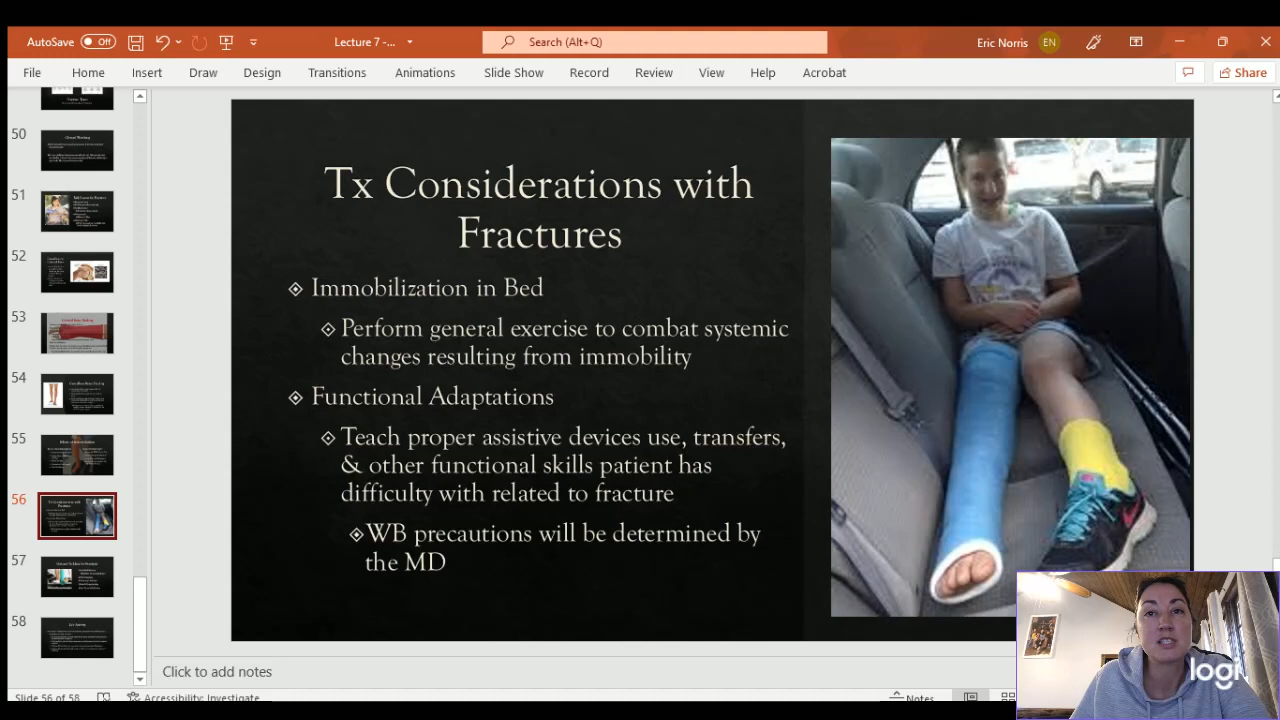 AutoSave Off Lecture 7 -... Search (Alt+Q) Eric Norris EN
File Home Insert Draw Design Transitions Animations Slide Show Record Review View Help Acrobat Share
50
51
52
53
54
55
56
57
58
Tx Considerations with
Fractures
Immobilization in Bed
Perform general exercise to combat systemic
changes resulting from immobility
Functional Adaptations
Teach proper assistive devices use, transfers,
& other functional skills patient has
difficulty with related to fracture
WB precautions will be determined by
the MD
Click to add notes
Slide 56 of 58 Accessibility: Investigate Notes
logi